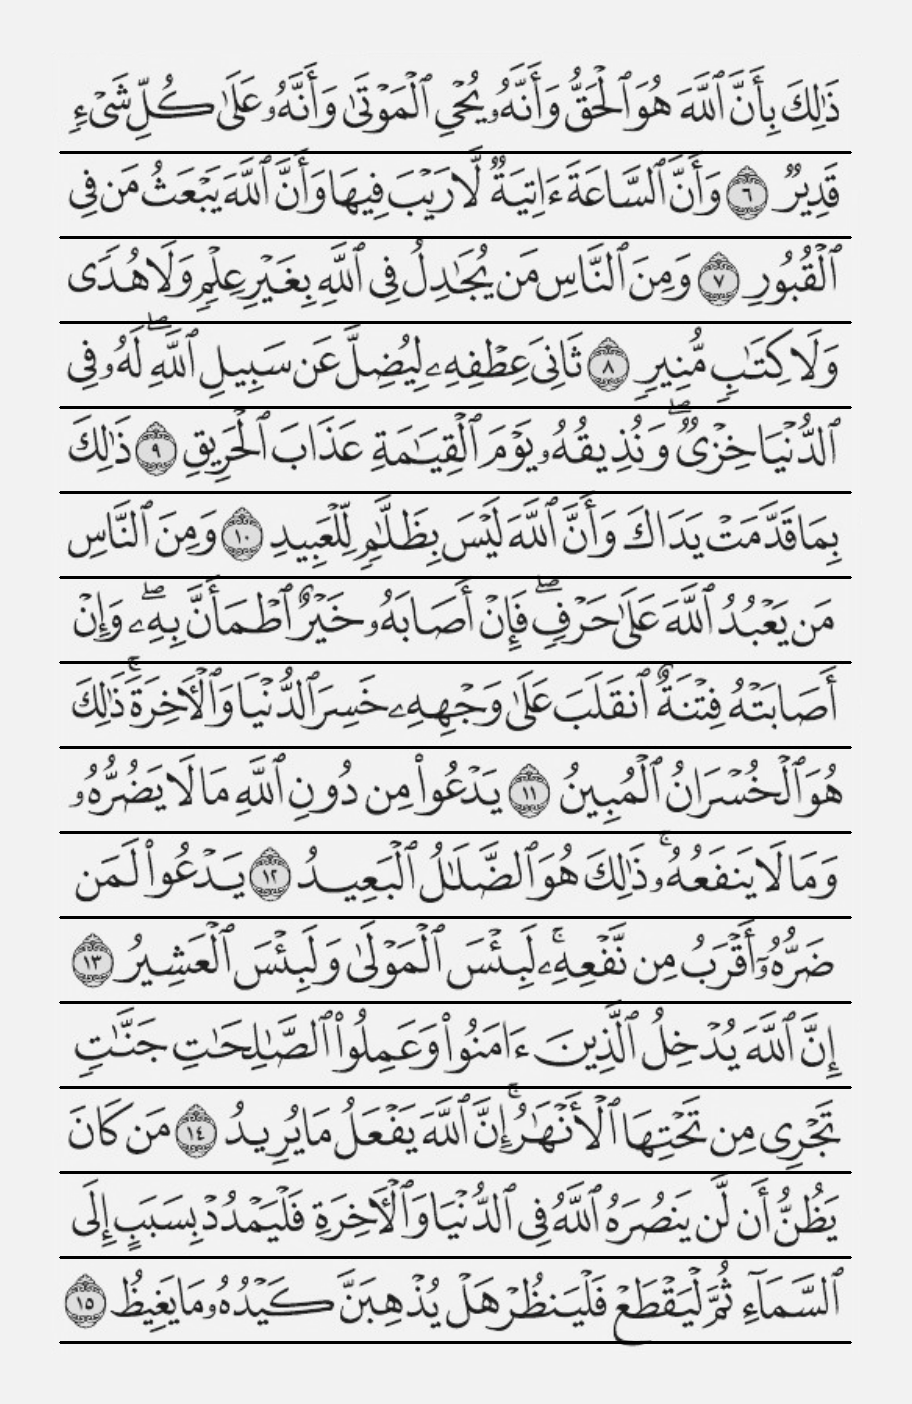 ذَٰلِكَ بِأَنَّ ٱللَّهَ هُوَ ٱلْحَقُّ وَأَنَّهُۥ يُحْيِ ٱلْمَوْتَىٰ وَأَنَّهُۥ عَلَىٰ كُلِّ شَىْءٍ
قَدِيرٌ ٦ وَأَنَّ ٱلسَّاعَةَ ءَاتِيَةٌ لَّا رَيْبَ فِيهَا وَأَنَّ ٱللَّهَ يَبْعَثُ مَن فِى
ٱلْقُبُورِ ٧ وَمِنَ ٱلنَّاسِ مَن يُجَٰدِلُ فِى ٱللَّهِ بِغَيْرِ عِلْمٍ وَلَا هُدًى
وَلَا كِتَٰبٍ مُّنِيرٍ ٨ ثَانِىَ عِطْفِهِۦ لِيُضِلَّ عَن سَبِيلِ ٱللَّهِ ۖ لَهُۥ فِى
ٱلدُّنْيَا خِزْىٌ ۖ وَنُذِيقُهُۥ يَوْمَ ٱلْقِيَٰمَةِ عَذَابَ ٱلْحَرِيقِ ٩ ذَٰلِكَ
بِمَا قَدَّمَتْ يَدَاكَ وَأَنَّ ٱللَّهَ لَيْسَ بِظَلَّٰمٍ لِّلْعَبِيدِ ١٠ وَمِنَ ٱلنَّاسِ
مَن يَعْبُدُ ٱللَّهَ عَلَىٰ حَرْفٍ ۖ فَإِنْ أَصَابَهُۥ خَيْرٌ ٱطْمَأَنَّ بِهِۦ ۖ وَإِنْ
أَصَابَتْهُ فِتْنَةٌ ٱنقَلَبَ عَلَىٰ وَجْهِهِۦ خَسِرَ ٱلدُّنْيَا وَٱلْـَٔاخِرَةَ ۚ ذَٰلِكَ
هُوَ ٱلْخُسْرَانُ ٱلْمُبِينُ ١١ يَدْعُوا۟ مِن دُونِ ٱللَّهِ مَا لَا يَضُرُّهُۥ
وَمَا لَا يَنفَعُهُۥ ۚ ذَٰلِكَ هُوَ ٱلضَّلَٰلُ ٱلْبَعِيدُ ١٢ يَدْعُوا۟ لَمَن
ضَرُّهُۥٓ أَقْرَبُ مِن نَّفْعِهِۦ ۚ لَبِئْسَ ٱلْمَوْلَىٰ وَلَبِئْسَ ٱلْعَشِيرُ ١٣
إِنَّ ٱللَّهَ يُدْخِلُ ٱلَّذِينَ ءَامَنُوا۟ وَعَمِلُوا۟ ٱلصَّٰلِحَٰتِ جَنَّٰتٍ
تَجْرِى مِن تَحْتِهَا ٱلْأَنْهَٰرُ ۚ إِنَّ ٱللَّهَ يَفْعَلُ مَا يُرِيدُ ١٤ مَن كَانَ
يَظُنُّ أَن لَّن يَنصُرَهُ ٱللَّهُ فِى ٱلدُّنْيَا وَٱلْـَٔاخِرَةِ فَلْيَمْدُدْ بِسَبَبٍ إِلَى
ٱلسَّمَآءِ ثُمَّ لْيَقْطَعْ فَلْيَنظُرْ هَلْ يُذْهِبَنَّ كَيْدُهُۥ مَا يَغِيظُ ١٥